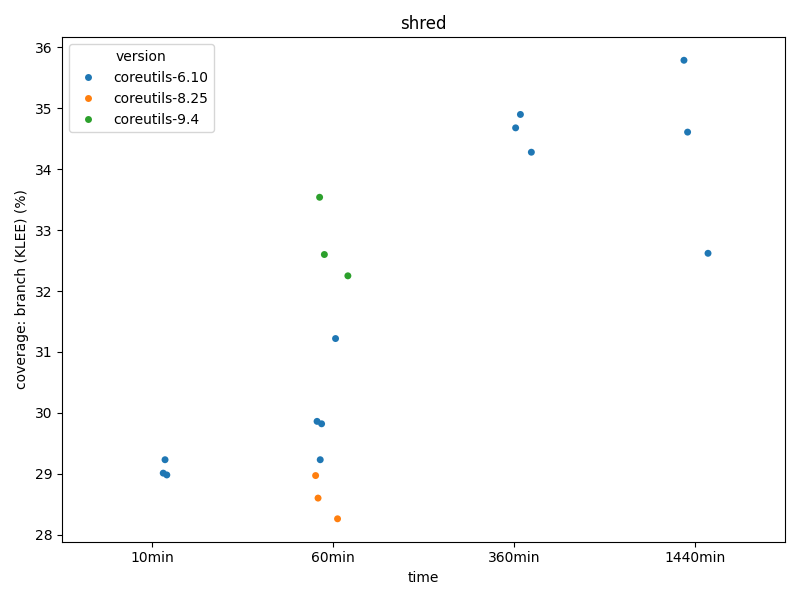 shred
version
coreutils-6.10
coreutils-8.25
coreutils-9.4
coverage: branch (KLEE) (%)
36
35
34
33
32
31
30
29
28
10min
60min
360min
1440min
time